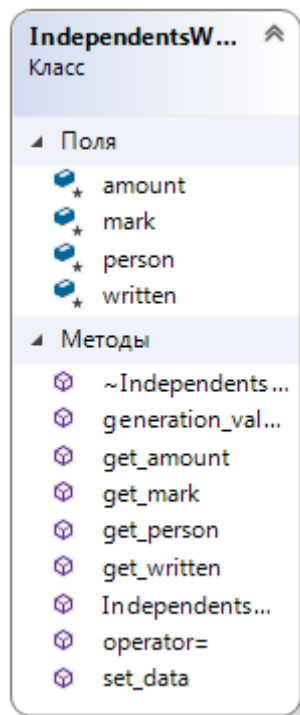 IndependentsW...
Класс
Поля
amount
mark
person
written
Методы
~Independents...
generation_val...
get_amount
get_mark
get_person
get_written
Independents...
operator=
set_data